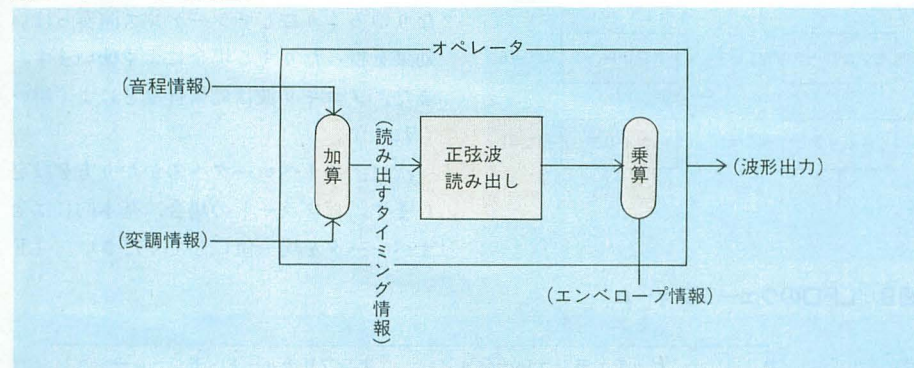 オペレータ
(音程情報)
加算
(読み出すタイミング情報)
正弦波
読み出し
乗算
(波形出力)
(変調情報)
(エンベロープ情報)